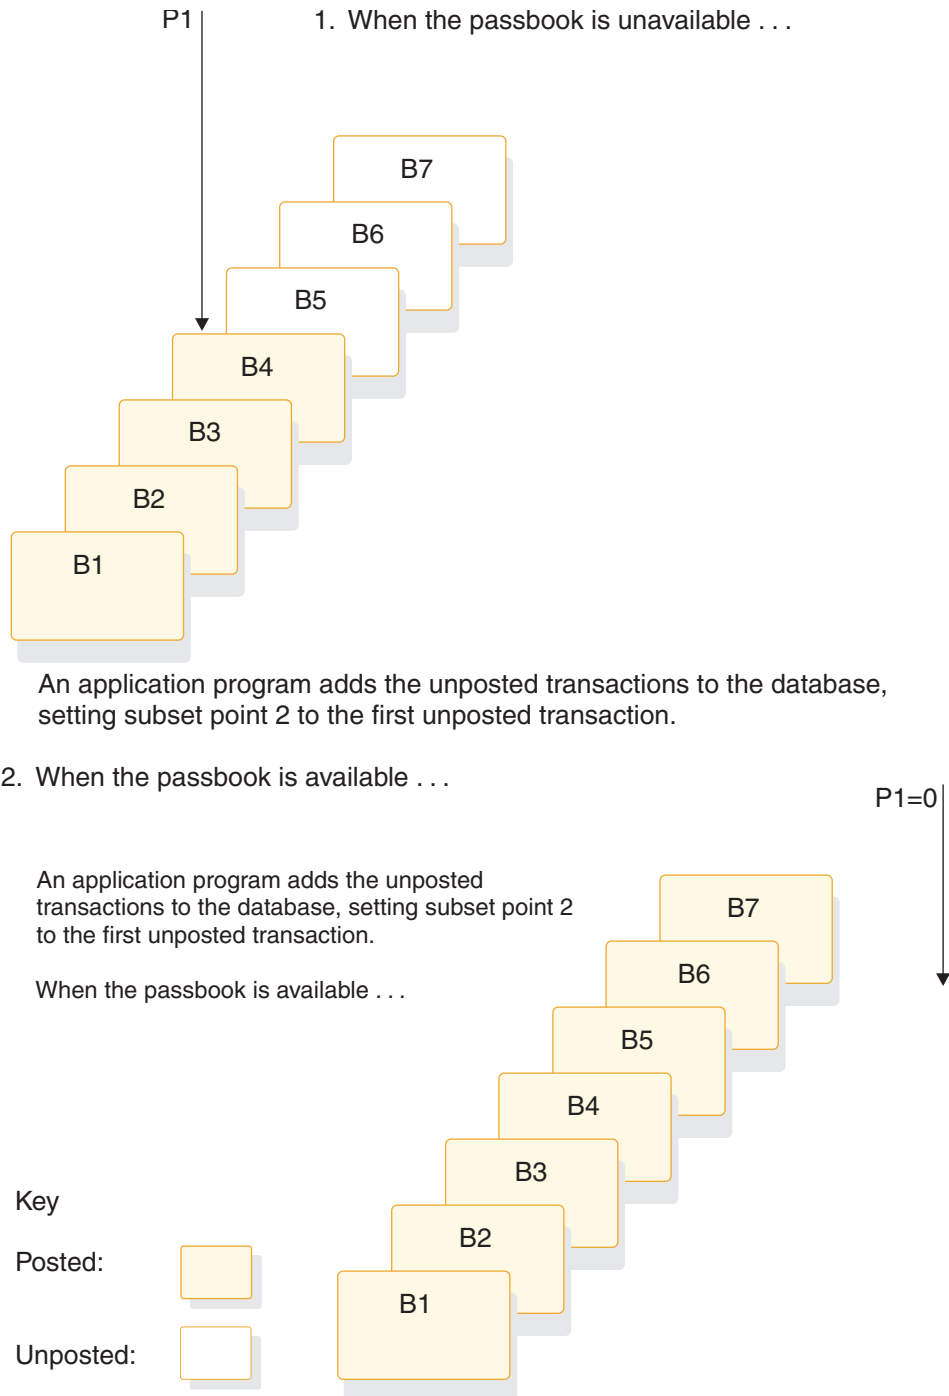 P1
1. When the passbook is unavailable . . .
B7
B6
B5
B4
B3
B2
B1
An application program adds the unposted transactions to the database,
setting subset point 2 to the first unposted transaction.
2. When the passbook is available . . .
P1=0
An application program adds the unposted
transactions to the database, setting subset point 2
to the first unposted transaction.
When the passbook is available . . .
B7
B6
B5
B4
B3
B2
B1
Key
Posted:
Unposted: